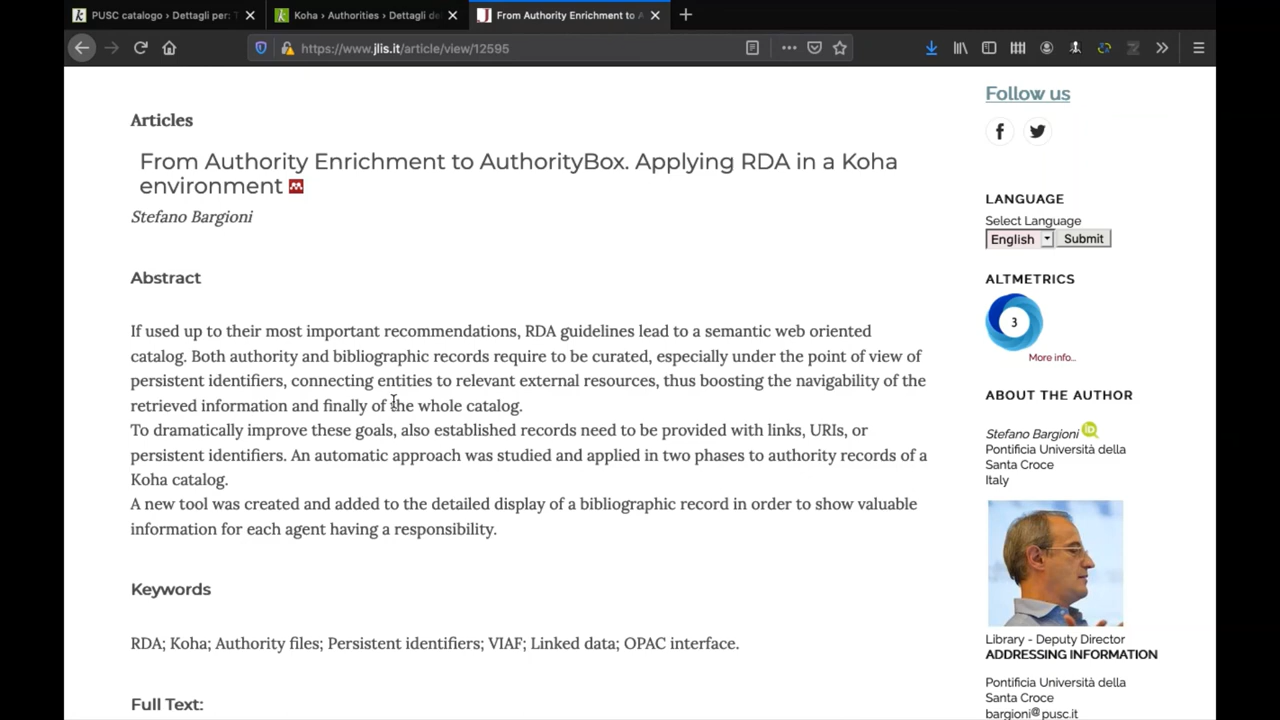 PUSC catalogo › Dettagli per:
Koha › Authorities › Dettagli de
From Authority Enrichment to A
https://www.jlis.it/article/view/12595
Articles
From Authority Enrichment to AuthorityBox. Applying RDA in a Koha
environment
Stefano Bargioni
Abstract
If used up to their most important recommendations, RDA guidelines lead to a semantic web oriented
catalog. Both authority and bibliographic records require to be curated, especially under the point of view of
persistent identifiers, connecting entities to relevant external resources, thus boosting the navigability of the
retrieved information and finally of the whole catalog.
To dramatically improve these goals, also established records need to be provided with links, URIs, or
persistent identifiers. An automatic approach was studied and applied in two phases to authority records of a
Koha catalog.
A new tool was created and added to the detailed display of a bibliographic record in order to show valuable
information for each agent having a responsibility.
Keywords
RDA; Koha; Authority files; Persistent identifiers; VIAF; Linked data; OPAC interface.
Full Text:
Follow us
LANGUAGE
Select Language
English Submit
ALTMETRICS
3
More info...
ABOUT THE AUTHOR
Stefano Bargioni iD
Pontificia Università della
Santa Croce
Italy
Library - Deputy Director
ADDRESSING INFORMATION
Pontificia Università della
Santa Croce
bargioni@pusc.it